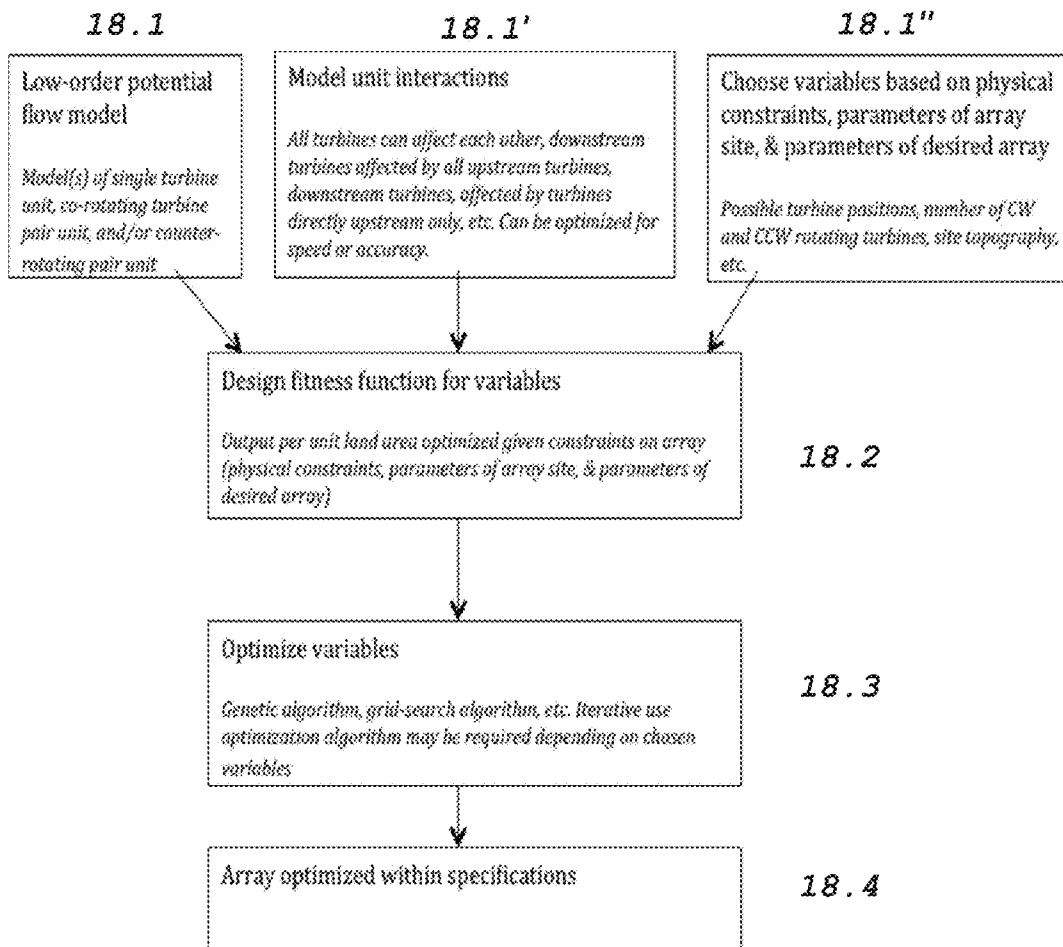 18.1
Low-order potential
flow model
Model(s) of single turbine
unit, co-rotating turbine
pair unit, and/or counter-
rotating pair unit
18.1'
Model unit interactions
All turbines can affect each other, downstream
turbines affected by all upstream turbines,
downstream turbines, affected by turbines
directly upstream only, etc. Can be optimized for
speed or accuracy.
18.1"
Choose variables based on physical
constraints, parameters of array
site, & parameters of desired array
Possible turbine positions, number of CW
and CCW rotating turbines, site topography,
etc.
Design fitness function for variables
Output per unit land area optimized given constraints on array
(physical constraints, parameters of array site, & parameters of
desired array)
18.2
Optimize variables
Genetic algorithm, grid-search algorithm, etc. Iterative use
optimization algorithm may be required depending on chosen
variables
18.3
Array optimized within specifications
18.4